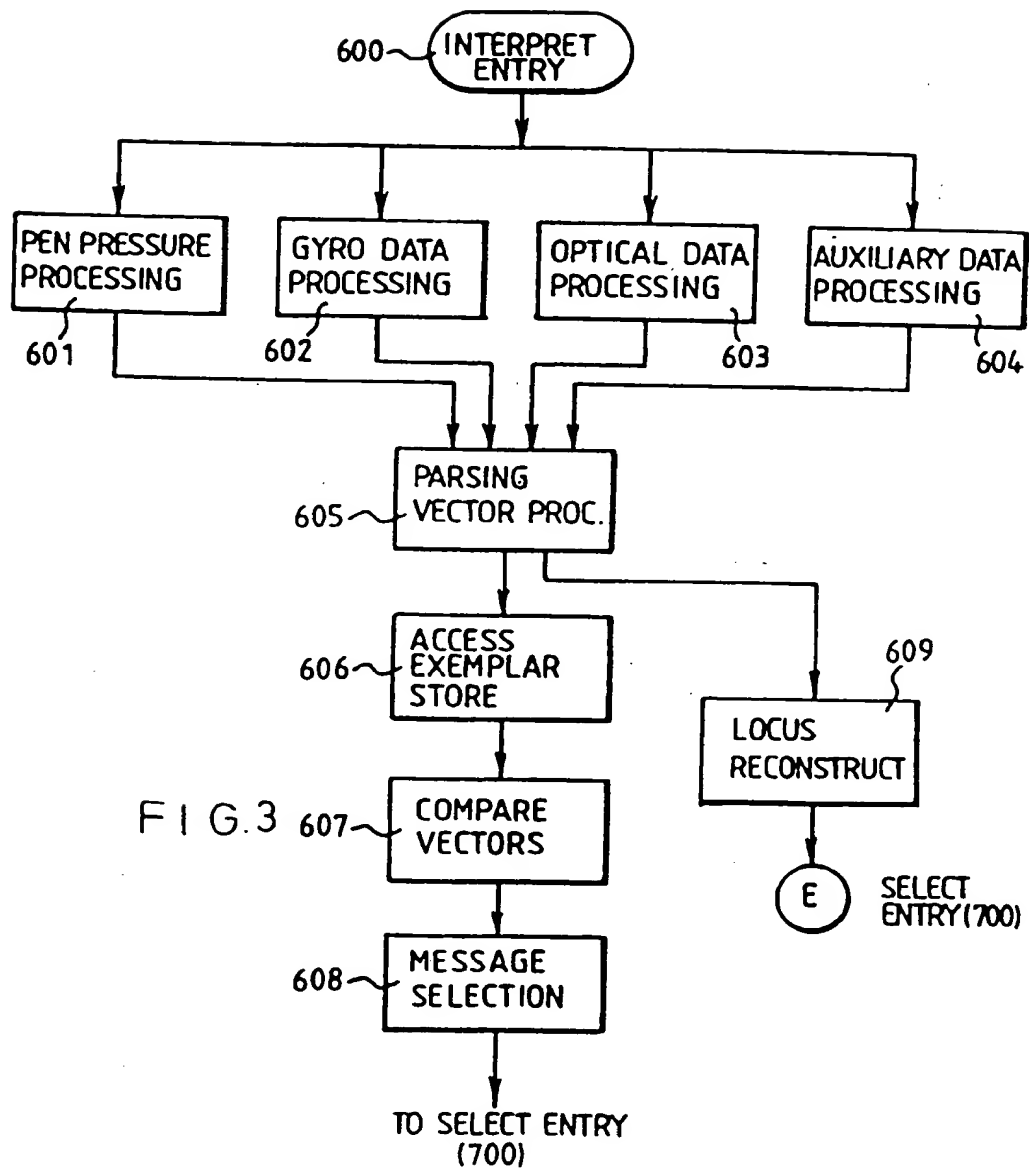 600
INTERPRET
ENTRY
PEN PRESSURE
PROCESSING
601
GYRO DATA
PROCESSING
602
OPTICAL DATA
PROCESSING
603
AUXILIARY DATA
PROCESSING
604
PARSING
VECTOR PROC.
605
ACCESS
EXEMPLAR
STORE
606
609
LOCUS
RECONSTRUCT
FIG.3
607
COMPARE
VECTORS
E
SELECT
ENTRY(700)
608
MESSAGE
SELECTION
TO SELECT ENTRY
(700)